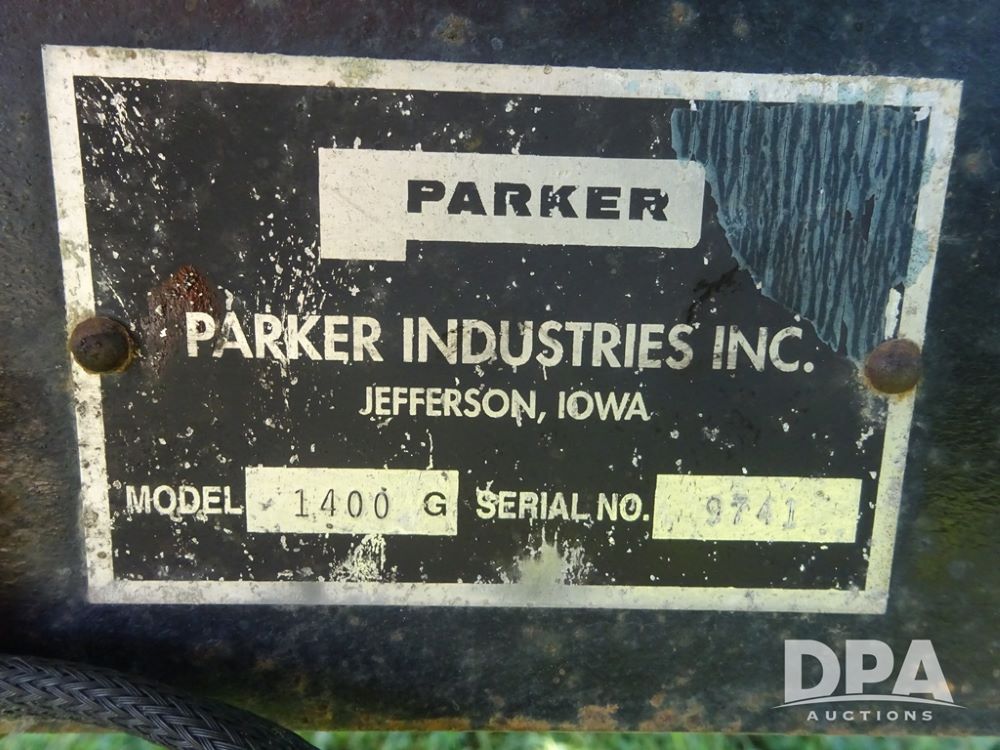 PARKER
PARKER INDUSTRIES INC.
JEFFERSON, IOWA
MODEL 1400 G SERIAL NO. 9741
DPA
AUCTIONS